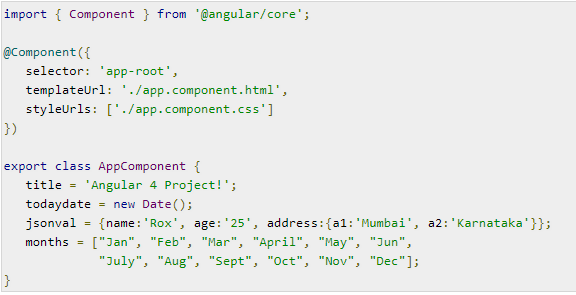 import { Component } from '@angular/core';
@Component({
selector: 'app-root',
templateUrl: './app.component.html',
styleUrls: ['./app.component.css']
})
export class AppComponent {
title = 'Angular 4 Project!';
todaydate = new Date();
jsonval = {name:'Rox', age:'25', address:{a1:'Mumbai', a2:'Karnataka'}};
months = ["Jan", "Feb", "Mar", "April", "May", "Jun",
"July", "Aug", "Sept", "Oct", "Nov", "Dec"];
}